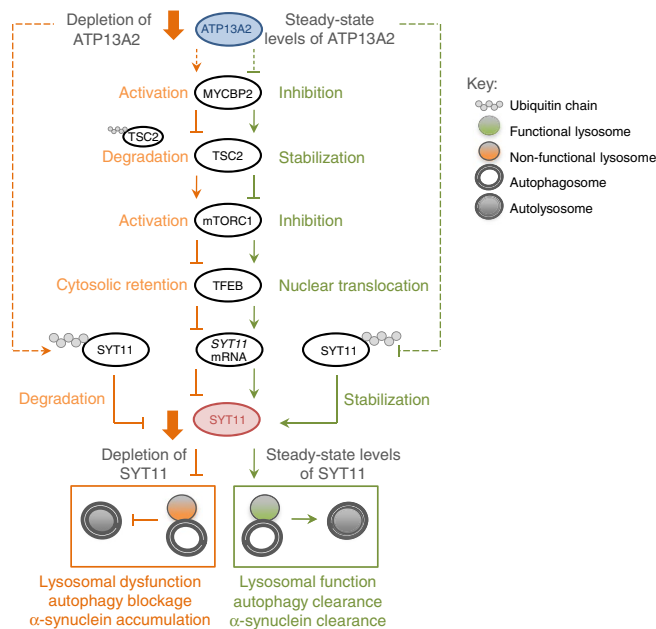 Depletion of
ATP13A2
ATP13A2
Steady-state
levels of ATP13A2
Activation
MYCBP2
Inhibition
TSC2
Degradation
TSC2
Stabilization
Activation
mTORC1
Inhibition
Cytosolic retention
TFEB
Nuclear translocation
SYT11
SYT11
mRNA
SYT11
Degradation
Stabilization
SYT11
Depletion of
SYT11
Steady-state levels
of SYT11
Lysosomal dysfunction
autophagy blockage
α-synuclein accumulation
Lysosomal function
autophagy clearance
α-synuclein clearance
Key:
Ubiquitin chain
Functional lysosome
Non-functional lysosome
Autophagosome
Autolysosome